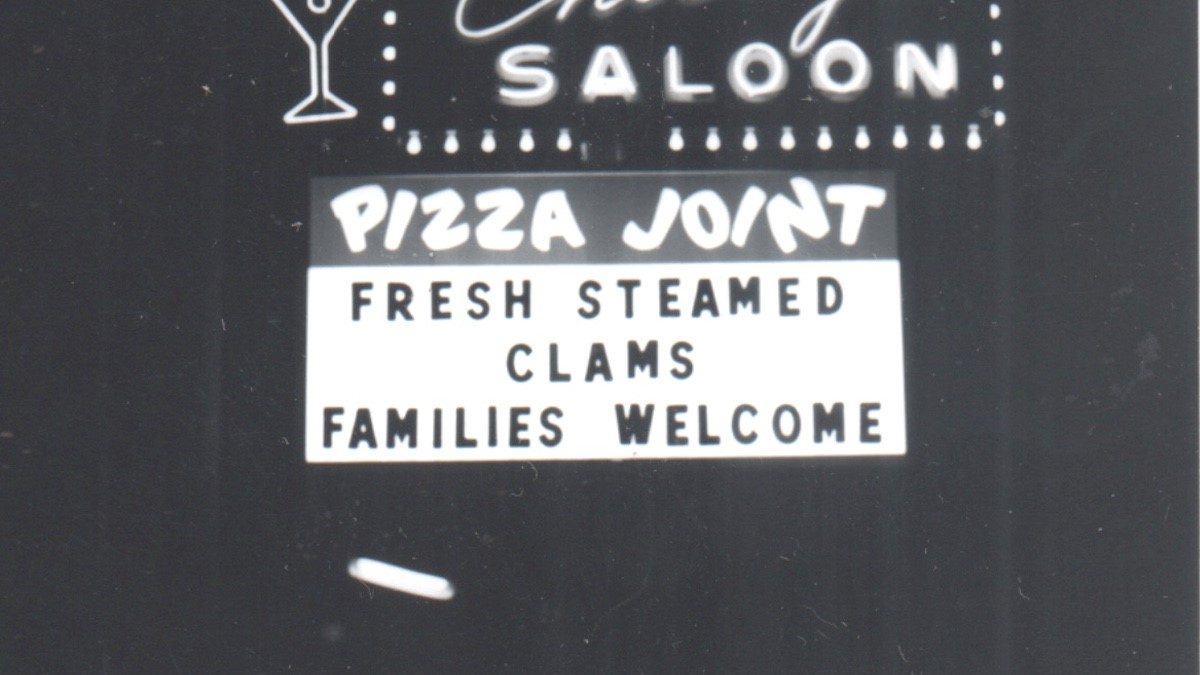 SALOON
PIZZA JOINT
FRESH STEAMED
CLAMS
FAMILIES WELCOME